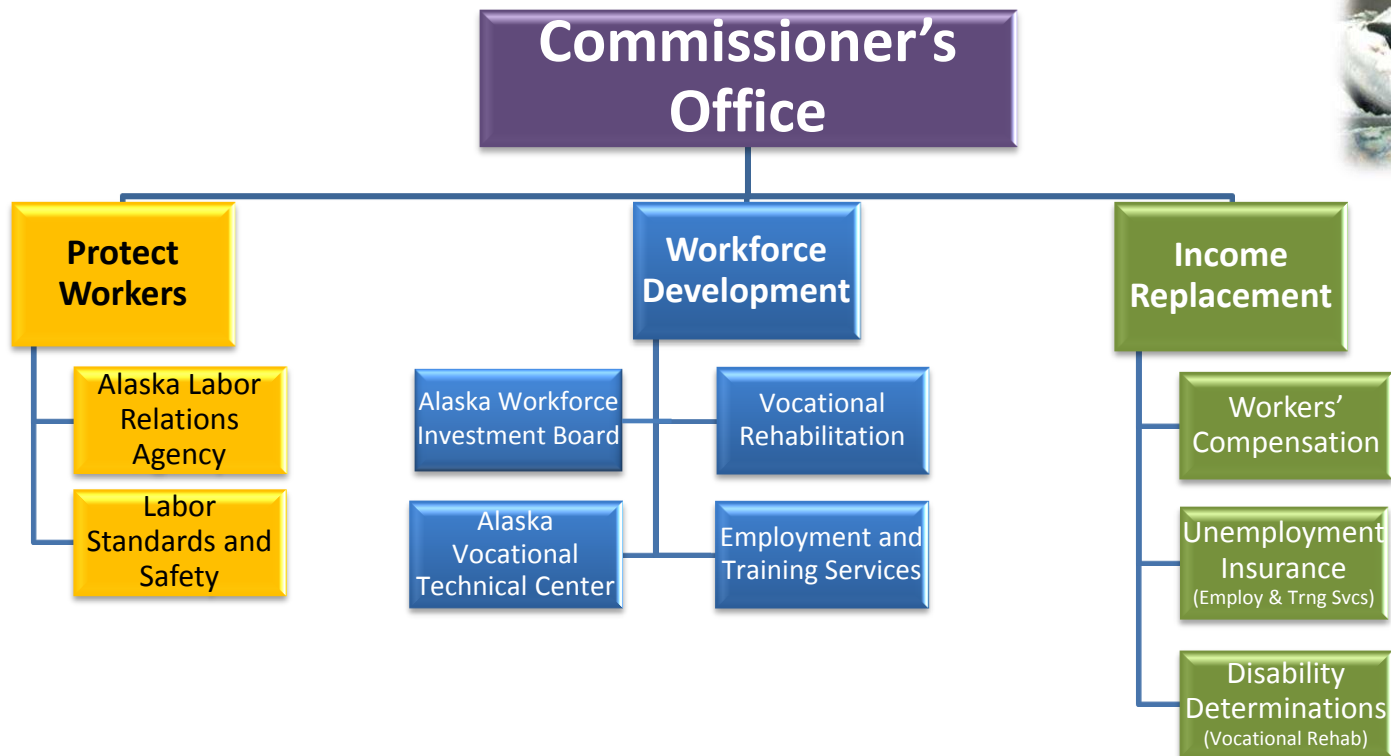 Commissioner’s
Office
Protect
Workers
Alaska Labor
Relations
Agency
Labor
Standards and
Safety
Workforce
Development
Alaska Workforce
Investment Board
Vocational
Rehabilitation
Alaska
Vocational
Technical Center
Employment and
Training Services
Income
Replacement
Workers’
Compensation
Unemployment
Insurance
(Employ & Trng Svcs)
Disability
Determinations
(Vocational Rehab)